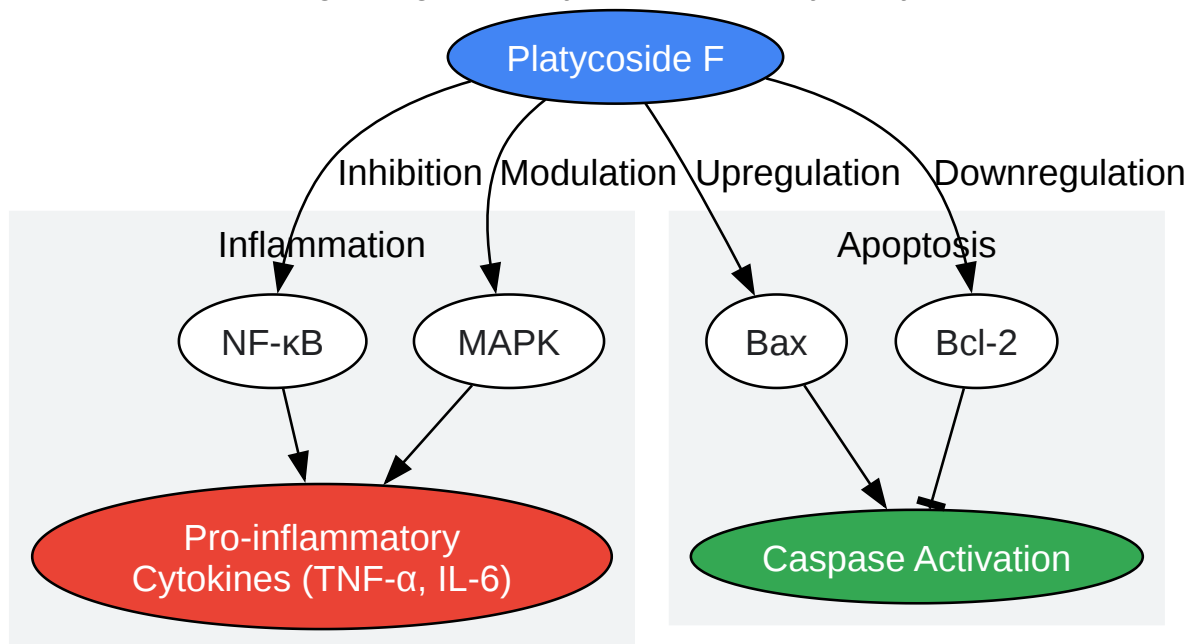 Platycoside F
Inhibition
Modulation
Upregulation
Downregulation
Inflammation
Apoptosis
NF-κB
MAPK
Bax
Bcl-2
Pro-inflammatory
Cytokines (TNF-α, IL-6)
Caspase Activation